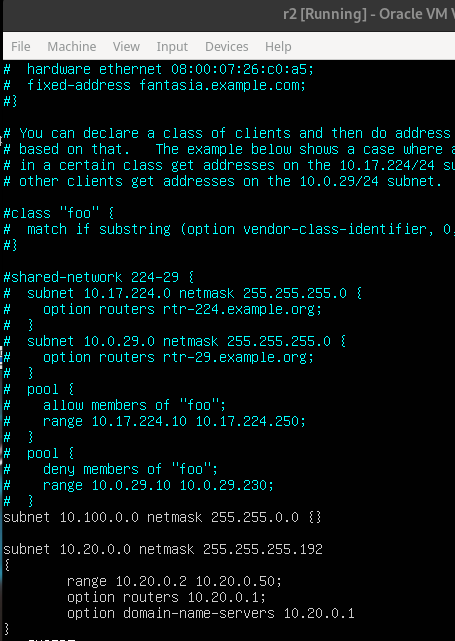 r2 [Running] - Oracle VM
File Machine View Input Devices Help
#  hardware ethernet 08:00:07:26:c0:a5;
#  fixed-address fantasia.example.com;
#}

# You can declare a class of clients and then do address
# based on that.   The example below shows a case where
# in a certain class get addresses on the 10.17.224/24
# other clients get addresses on the 10.0.29/24 subnet.

#class "foo" {
#  match if substring (option vendor-class-identifier, 0,
#}

#shared-network 224-29 {
#  subnet 10.17.224.0 netmask 255.255.255.0 {
#    option routers rtr-224.example.org;
#  }
#  subnet 10.0.29.0 netmask 255.255.255.0 {
#    option routers rtr-29.example.org;
#  }
#  pool {
#    allow members of "foo";
#    range 10.17.224.10 10.17.224.250;
#  }
#  pool {
#    deny members of "foo";
#    range 10.0.29.10 10.0.29.230;
#  }
subnet 10.100.0.0 netmask 255.255.0.0 {}

subnet 10.20.0.0 netmask 255.255.255.192
{
        range 10.20.0.2 10.20.0.50;
        option routers 10.20.0.1;
        option domain-name-servers 10.20.0.1
}